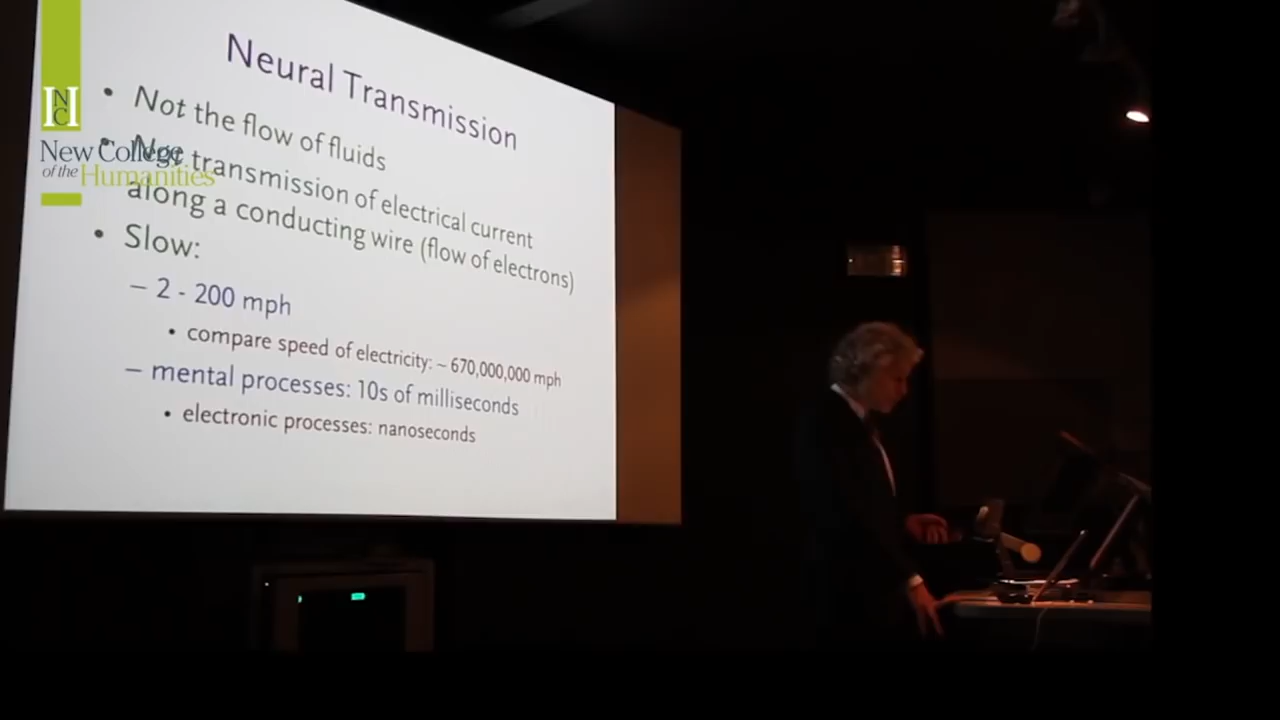 Neural Transmission
• Not the flow of fluids
• Not transmission of electrical current
along a conducting wire (flow of electrons)
• Slow:
– 2 - 200 mph
• compare speed of electricity: ~ 670,000,000 mph
– mental processes: 10s of milliseconds
• electronic processes: nanoseconds
NCH
New College
of the Humanities